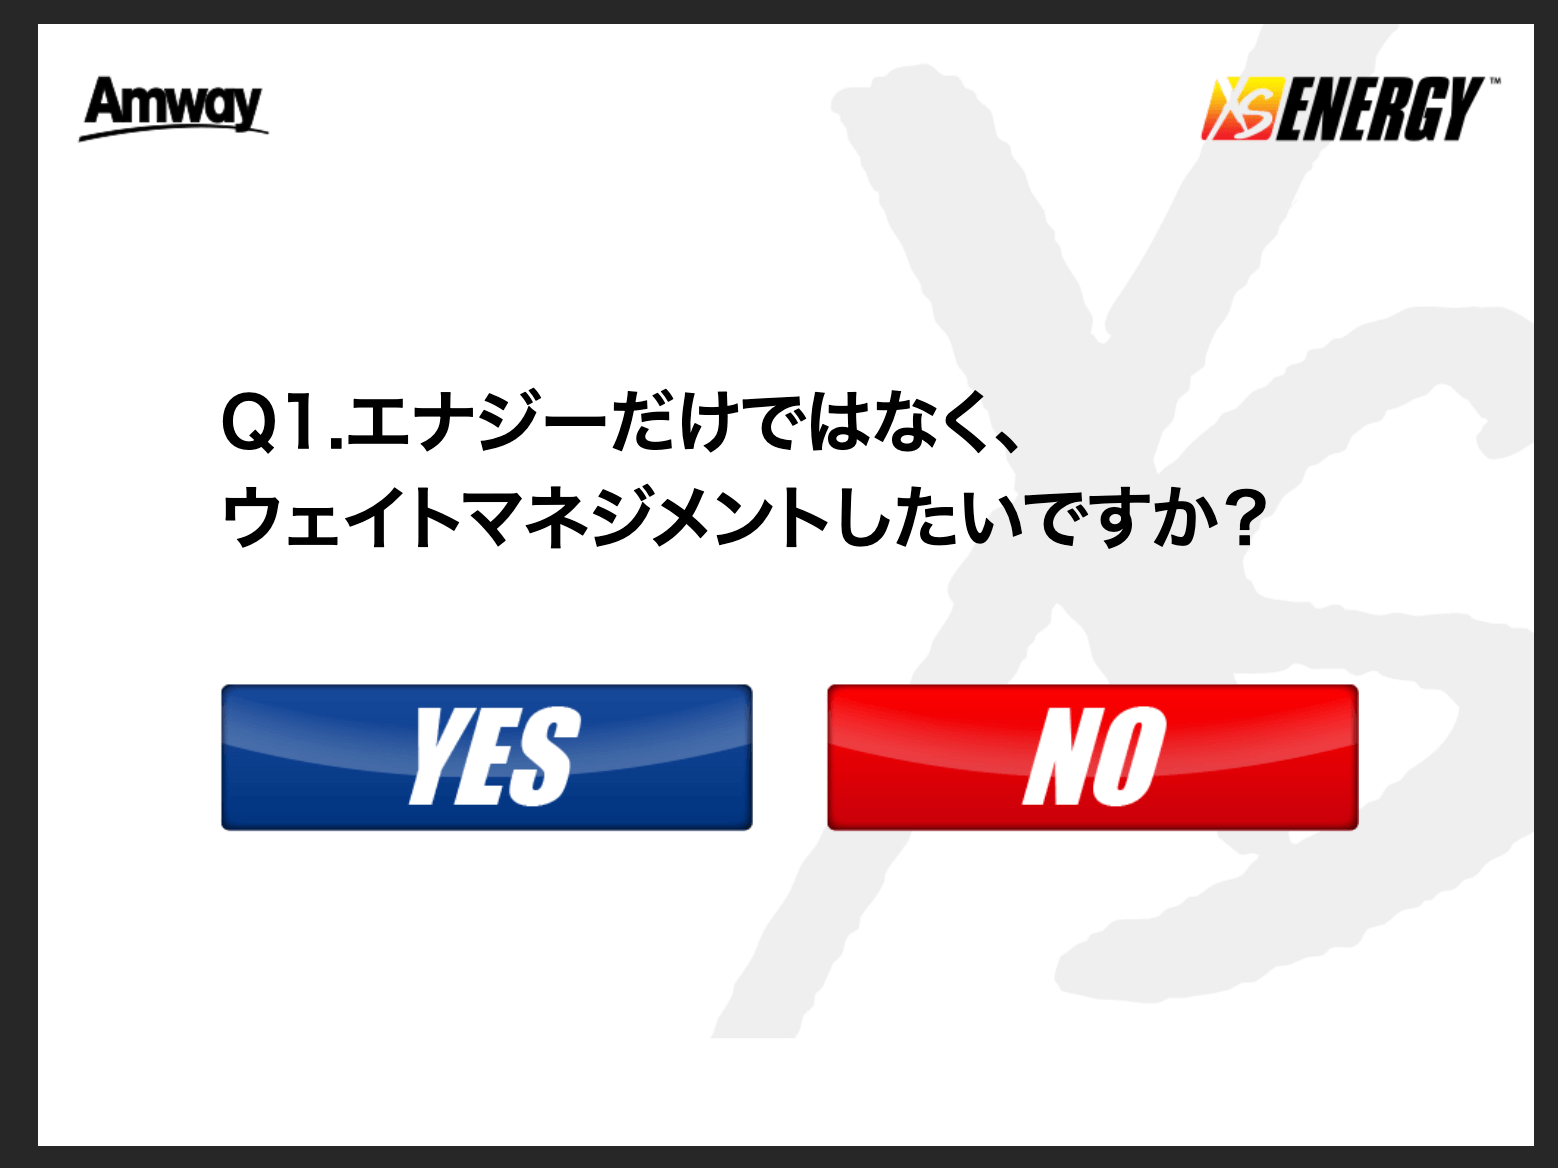 Amway
XS ENERGY™
Q1.エナジーだけではなく、
ウェイトマネジメントしたいですか？
YES
NO